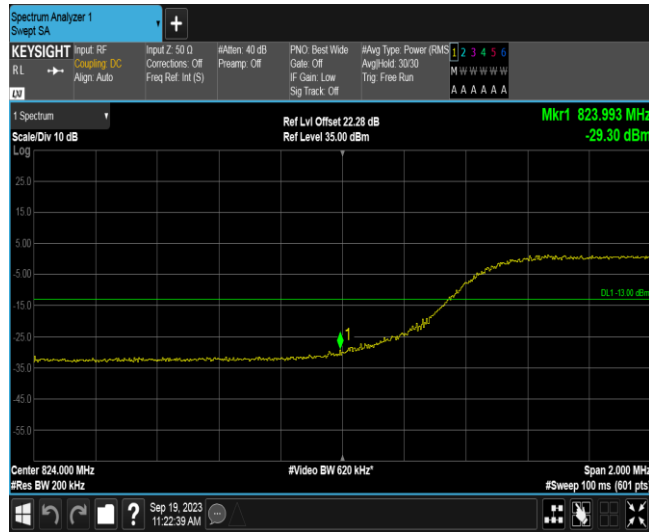 Spectrum Analyzer 1
Swept SA
+
KEYSIGHT Input: RF Input Z: 50 Ω #Atten: 40 dB PNO: Best Wide #Avg Type: Power (RMS 1 2 3 4 5 6
RL Coupling: DC Corrections: Off Preamp: Off Gate: Off Avg|Hold: 30/30 M W W W W W
Align: Auto Freq Ref: Int (S) IF Gain: Low Trig: Free Run
LXI Sig Track: Off A A A A A A
1 Spectrum Ref Lvl Offset 22.28 dB Mkr1 823.993 MHz
Scale/Div 10 dB Ref Level 35.00 dBm -29.30 dBm
Log
25.0
15.0
5.00
-5.00
DL1 -13.00 dBm
-15.0
1
-25.0
-35.0
-45.0
-55.0
Center 824.000 MHz #Video BW 620 kHz* Span 2.000 MHz
#Res BW 200 kHz #Sweep 100 ms (601 pts)
? Sep 19, 2023
11:22:39 AM